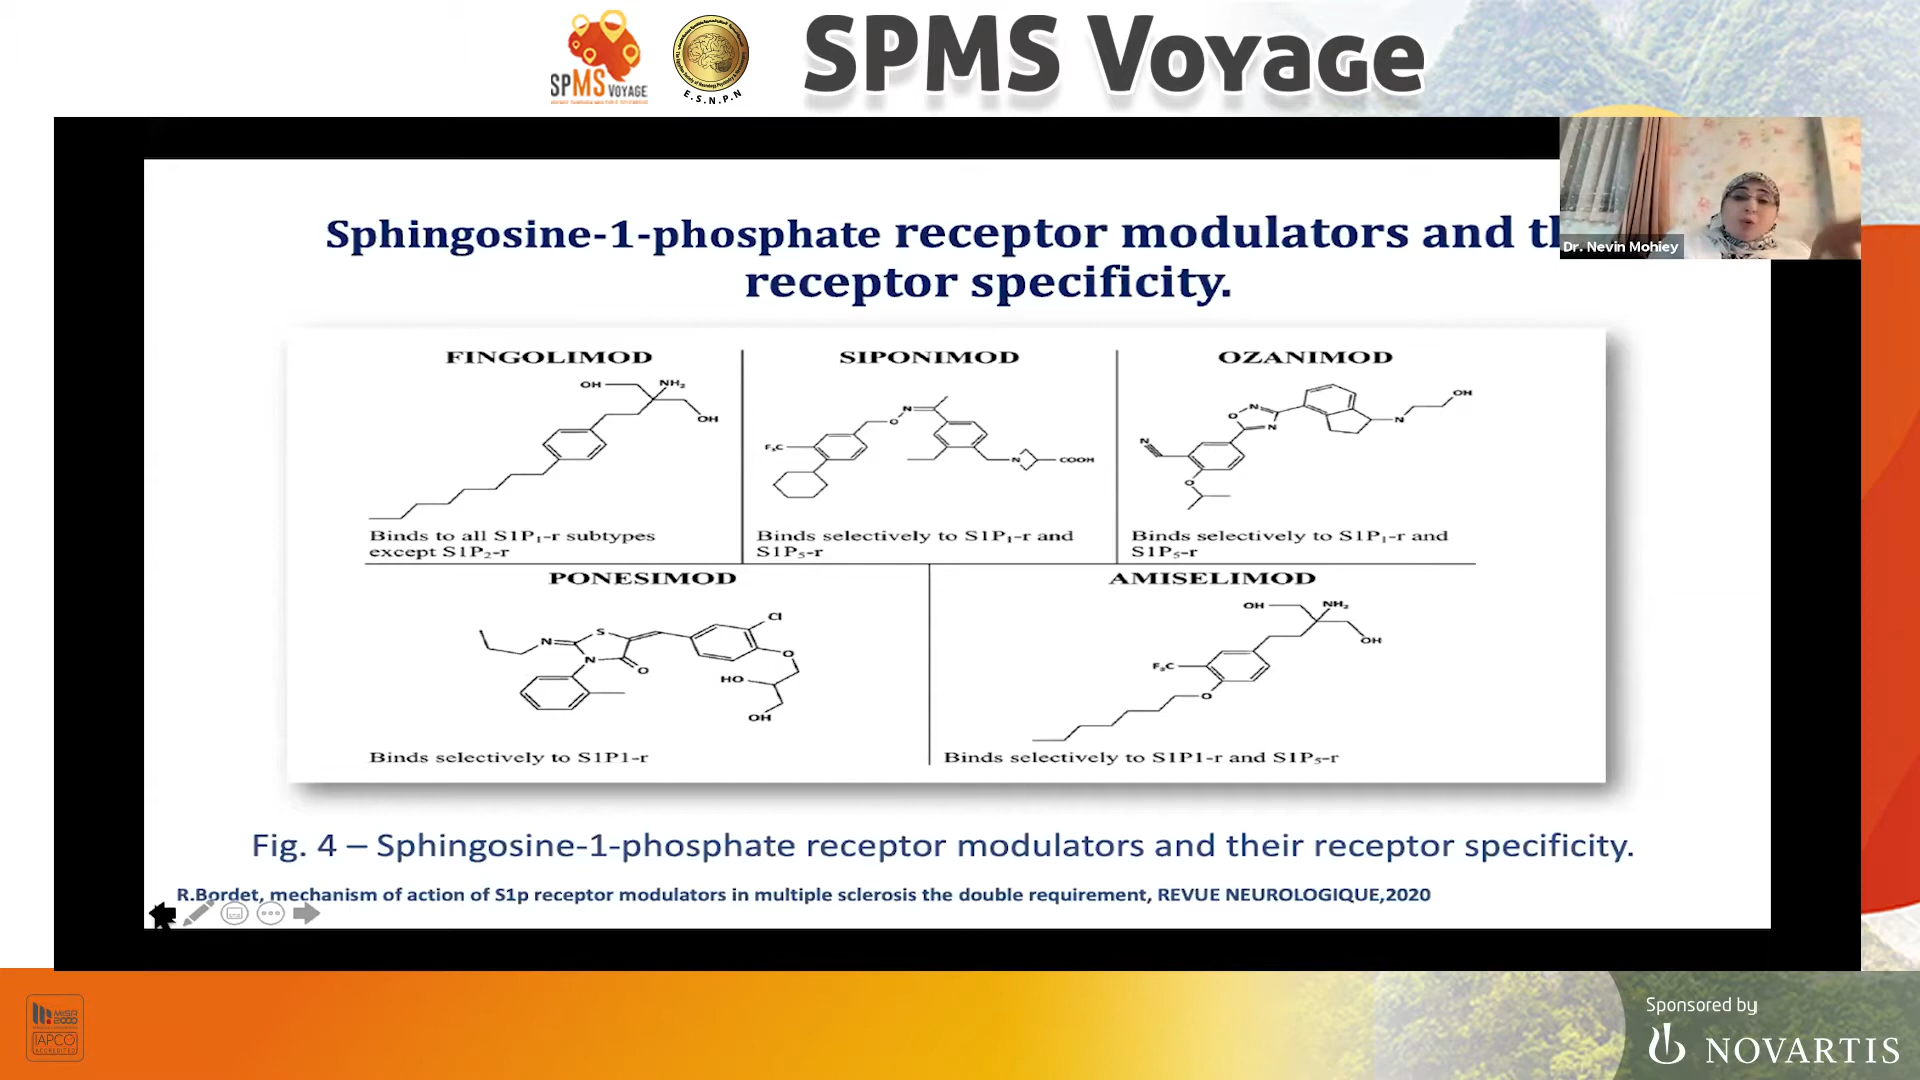 SPMS VOYAGE
E.S.N.P.N
SPMS Voyage
Dr. Nevin Mohiey
Sphingosine-1-phosphate receptor modulators and th
receptor specificity.
FINGOLIMOD
OH NH₂
OH
Binds to all S1P₁-r subtypes
except S1P₂-r
SIPONIMOD
N
O
F₃C
N COOH
Binds selectively to S1P₁-r and
S1P₅-r
OZANIMOD
OH
N
O
N
N
N
O
Binds selectively to S1P₁-r and
S1P₅-r
PONESIMOD
Cl
S
N
N
O
O
HO
OH
Binds selectively to S1P1-r
AMISELIMOD
OH NH₂
OH
F₃C
O
Binds selectively to S1P1-r and S1P₅-r
Fig. 4 – Sphingosine-1-phosphate receptor modulators and their receptor specificity.
R.Bordet, mechanism of action of S1p receptor modulators in multiple sclerosis the double requirement, REVUE NEUROLOGIQUE,2020
MISR
2000
IAPCO
ACCREDITED
Sponsored by
NOVARTIS